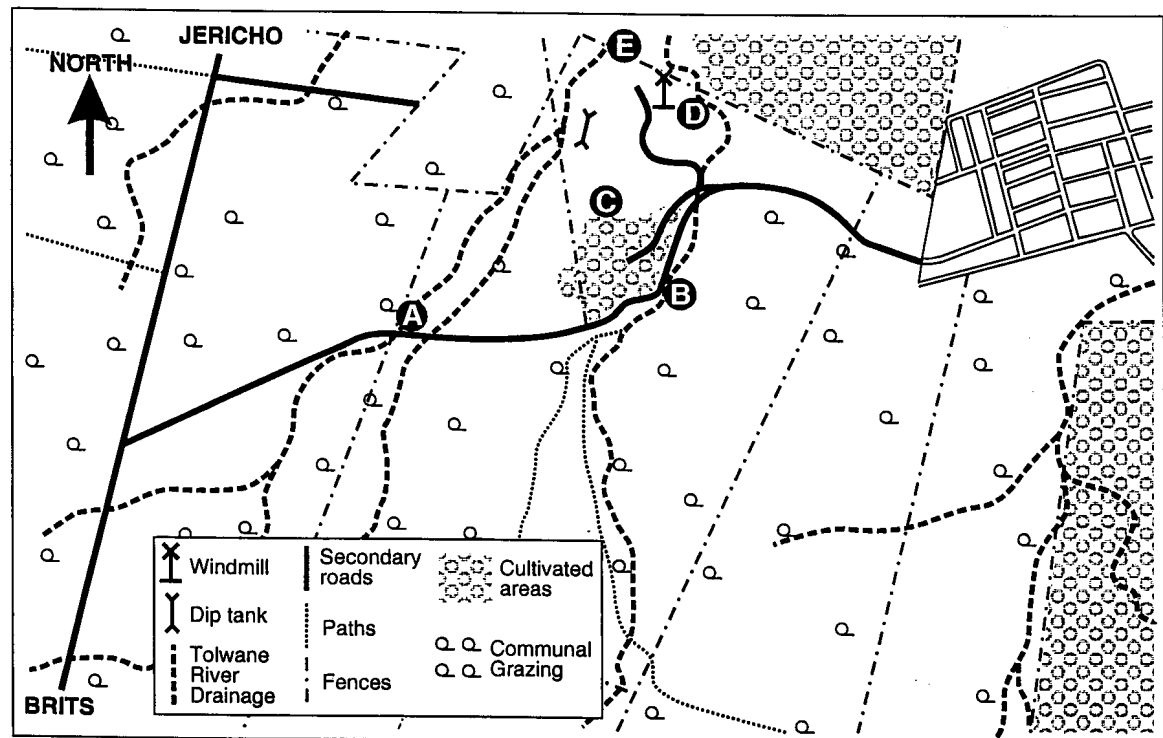 JERICHO
NORTH
E
D
C
B
A
Windmill
Dip tank
Tolwane
River
Drainage
Secondary
roads
Paths
Fences
Cultivated
areas
Communal
Grazing
BRITS